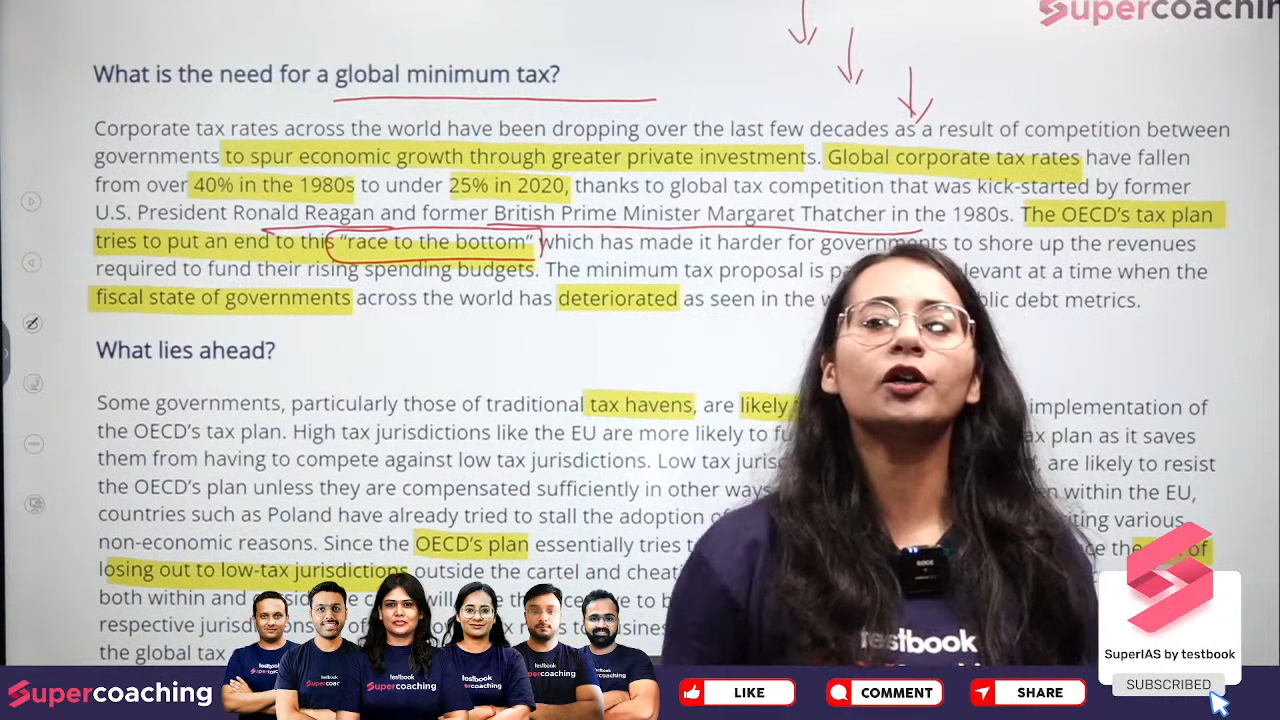 Supercoachin
What is the need for a global minimum tax?
Corporate tax rates across the world have been dropping over the last few decades as a result of competition between
governments to spur economic growth through greater private investments. Global corporate tax rates have fallen
from over 40% in the 1980s to under 25% in 2020, thanks to global tax competition that was kick-started by former
U.S. President Ronald Reagan and former British Prime Minister Margaret Thatcher in the 1980s. The OECD's tax plan
tries to put an end to this "race to the bottom" which has made it harder for governments to shore up the revenues
required to fund their rising spending budgets. The minimum tax proposal is pa levant at a time when the
fiscal state of governments across the world has deteriorated as seen in the w blic debt metrics.
What lies ahead?
Some governments, particularly those of traditional tax havens, are likely implementation of
the OECD's tax plan. High tax jurisdictions like the EU are more likely to fu ax plan as it saves
them from having to compete against low tax jurisdictions. Low tax juris , are likely to resist
the OECD's plan unless they are compensated sufficiently in other ways n within the EU,
countries such as Poland have already tried to stall the adoption of ting various
non-economic reasons. Since the OECD's plan essentially tries t ce the of
losing out to low-tax jurisdictions outside the cartel and cheati
both within and will
respective
the global tax
testbook
Supercoaching
LIKE
COMMENT
SHARE
SuperIAS by testbook
SUBSCRIBED